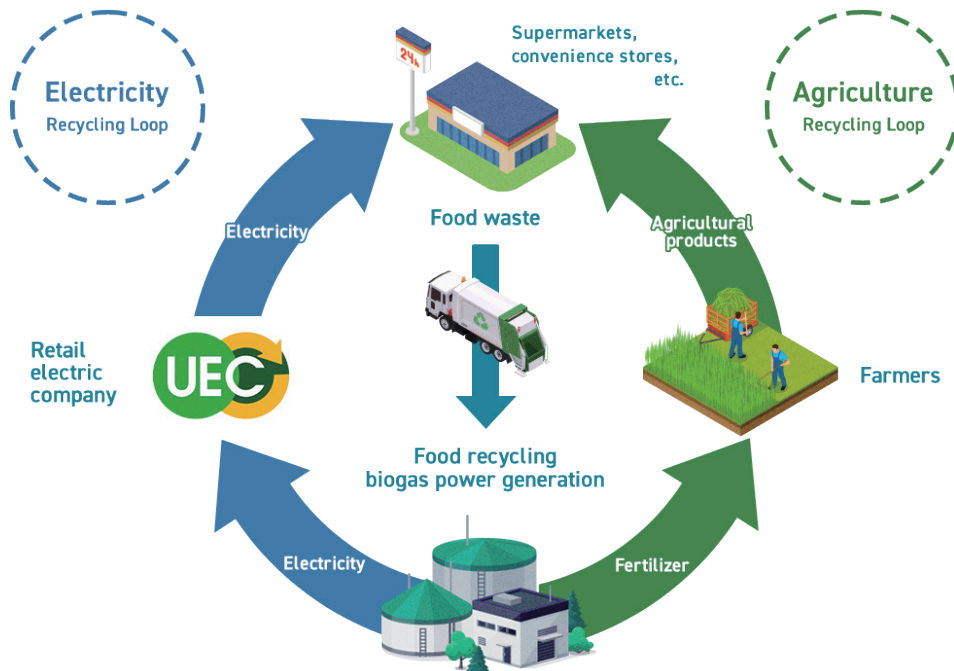 Electricity
Recycling Loop
24h
Supermarkets,
convenience stores,
etc.
Agriculture
Recycling Loop
Electricity
Food waste
Agricultural
products
Retail
electric
company
UEC
Farmers
Food recycling
biogas power generation
Electricity
Fertilizer